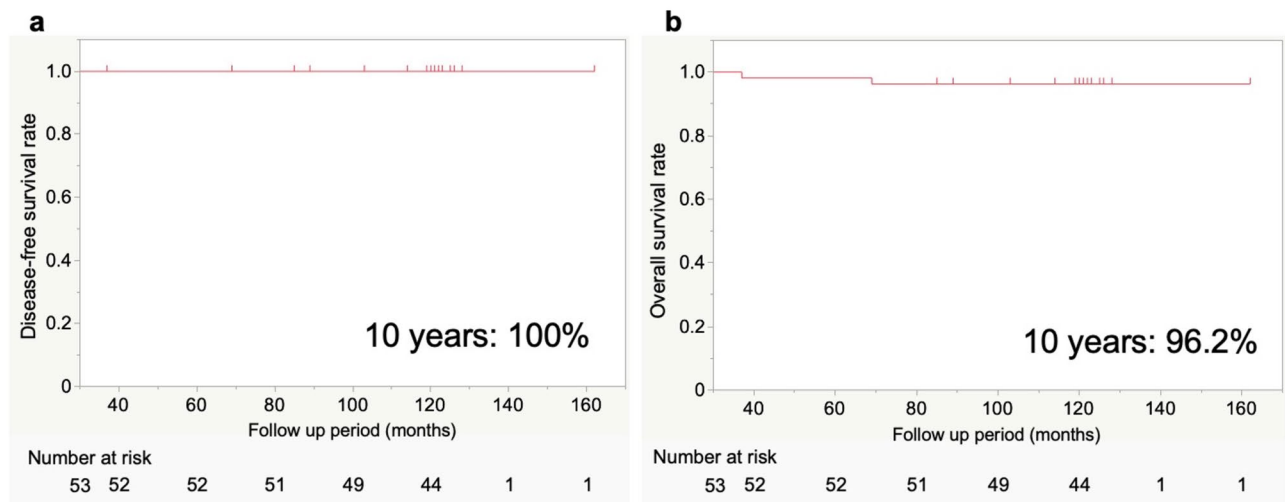 a
Disease-free survival rate
1.0
0.8
0.6
0.4
0.2
0
10 years: 100%
40 60 80 100 120 140 160
Follow up period (months)
Number at risk
53 52 52 51 49 44 1 1
b
Overall survival rate
1.0
0.8
0.6
0.4
0.2
0
10 years: 96.2%
40 60 80 100 120 140 160
Follow up period (months)
Number at risk
53 52 52 51 49 44 1 1